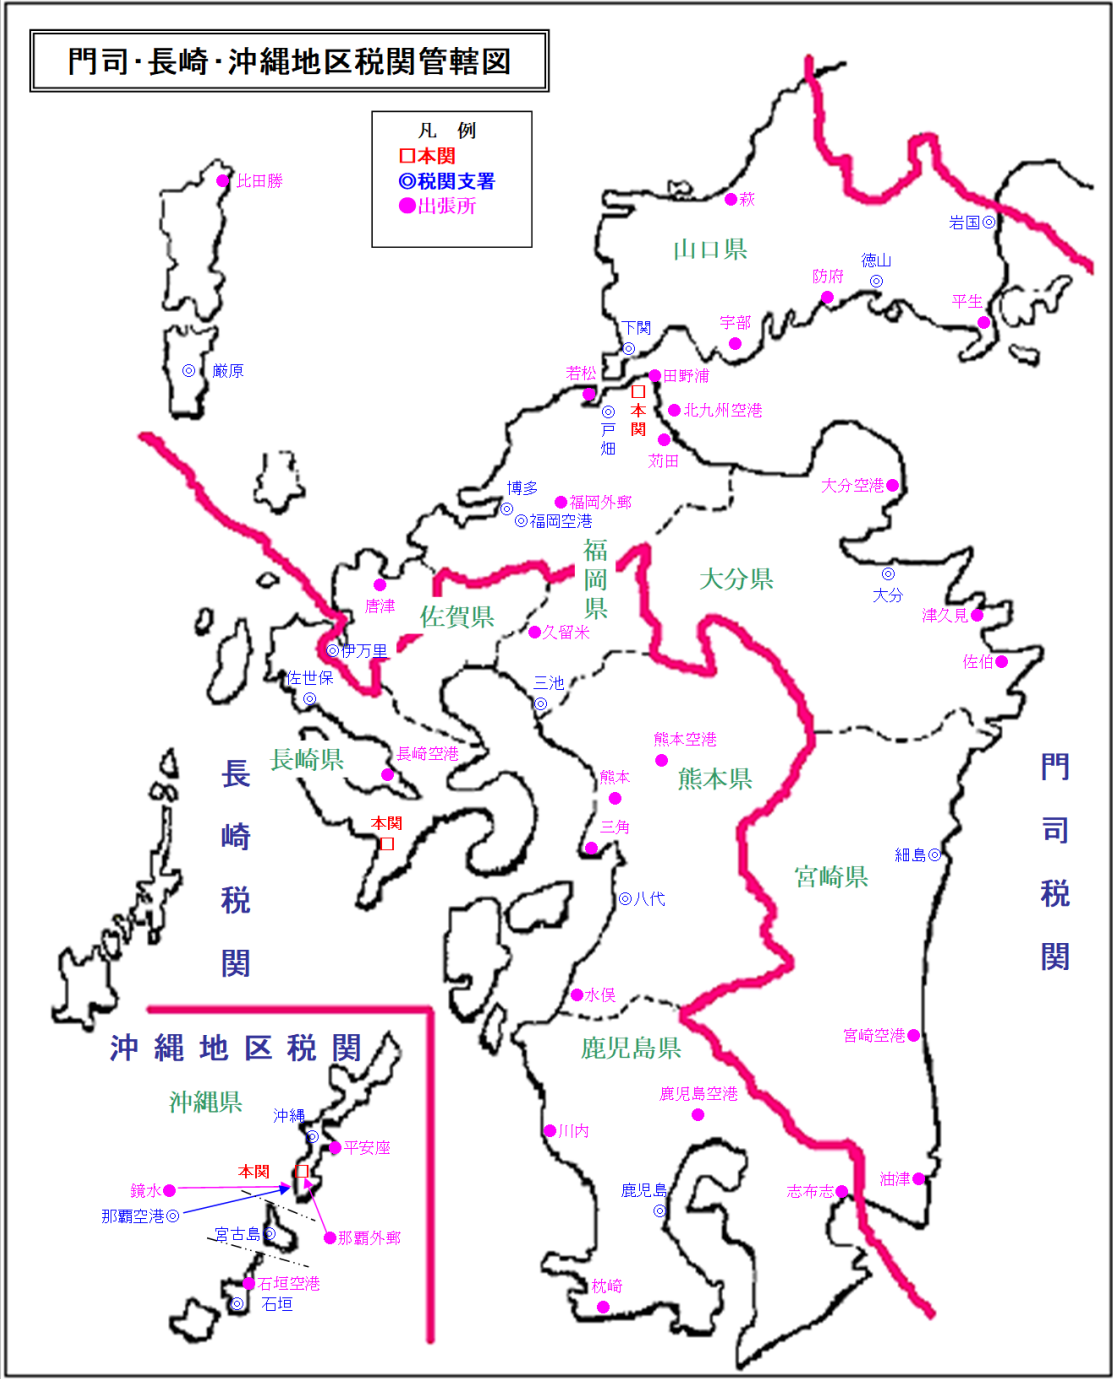 門司・長崎・沖縄地区税関管轄図
凡　例
本関
◎税関支署
●出張所
比田勝
萩
岩国◎
山口県
徳山
防府
平生
宇部
下関
厳原
若松
田野浦
本関
北九州空港
戸畑
苅田
大分空港
博多
福岡外郵
◎福岡空港
福岡県
大分県
大分
唐津
佐賀県
津久見
久留米
◎伊万里
佐伯
佐世保
三池
熊本空港
長崎空港
長崎県
熊本県
熊本
長崎税関
門司税関
本関
三角
細島◎
宮崎県
◎八代
水俣
宮崎空港
沖縄地区税関
鹿児島県
沖縄県
鹿児島空港
沖縄
川内
平安座
本関
鏡水
鹿児島
志布志
油津
那覇空港◎
宮古島◎
那覇外郵
石垣空港
枕崎
石垣